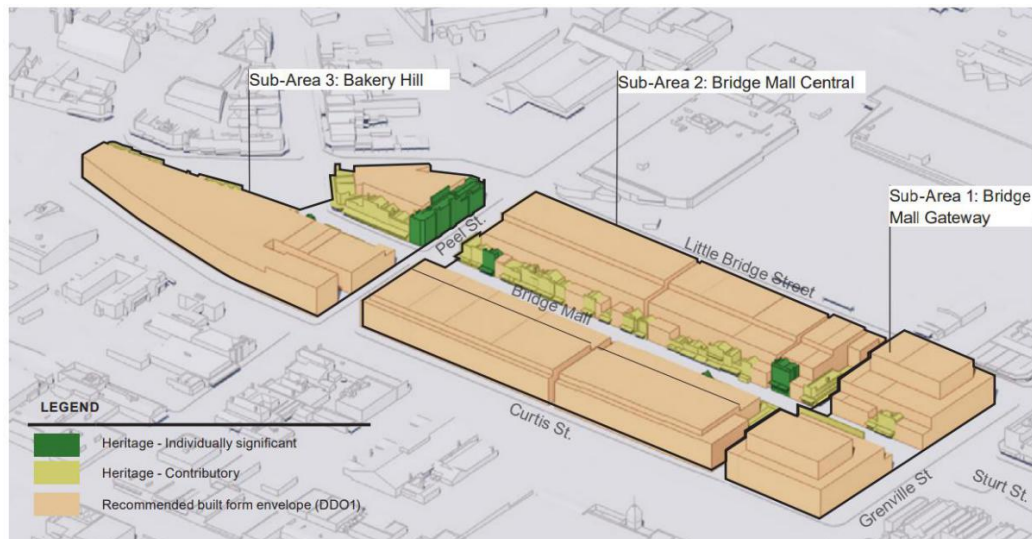 Sub-Area 3: Bakery Hill
Sub-Area 2: Bridge Mall Central
Sub-Area 1: Bridge
Mall Gateway
Peel St.
Little Bridge Street
Bridge Mall
Curtis St.
Grenville St
Sturt St.
LEGEND
Heritage - Individually significant
Heritage - Contributory
Recommended built form envelope (DDO1)